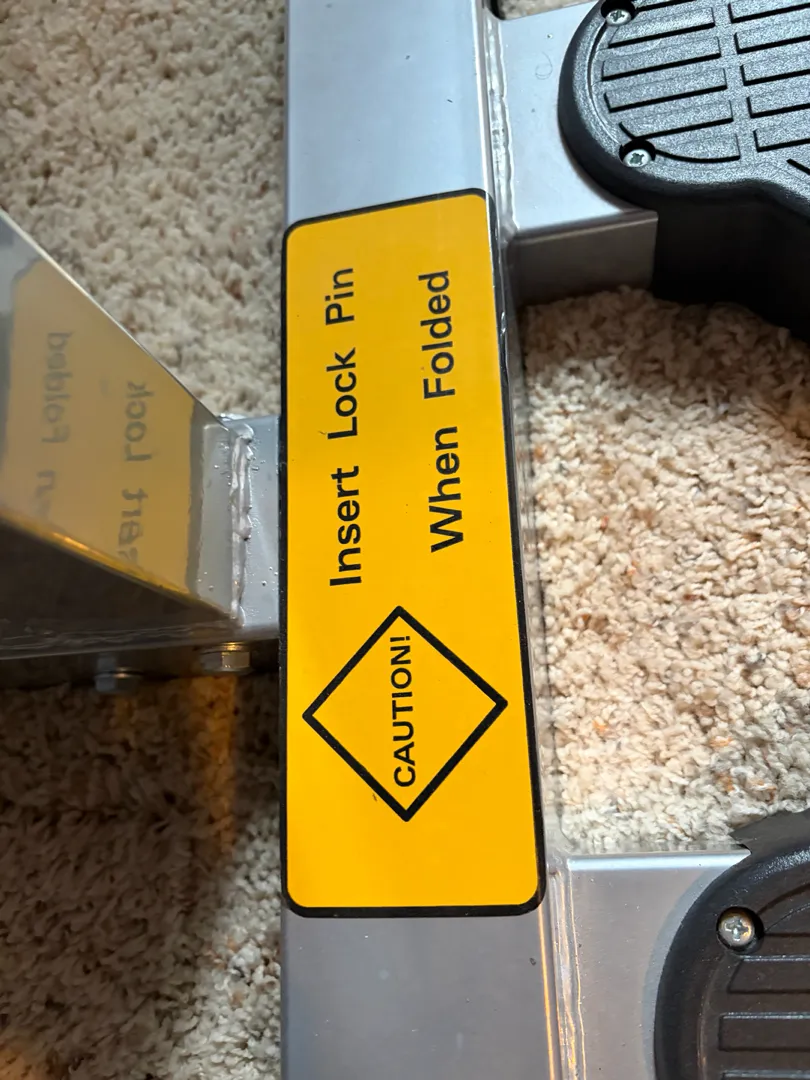 CAUTION!
Insert Lock Pin
When Folded